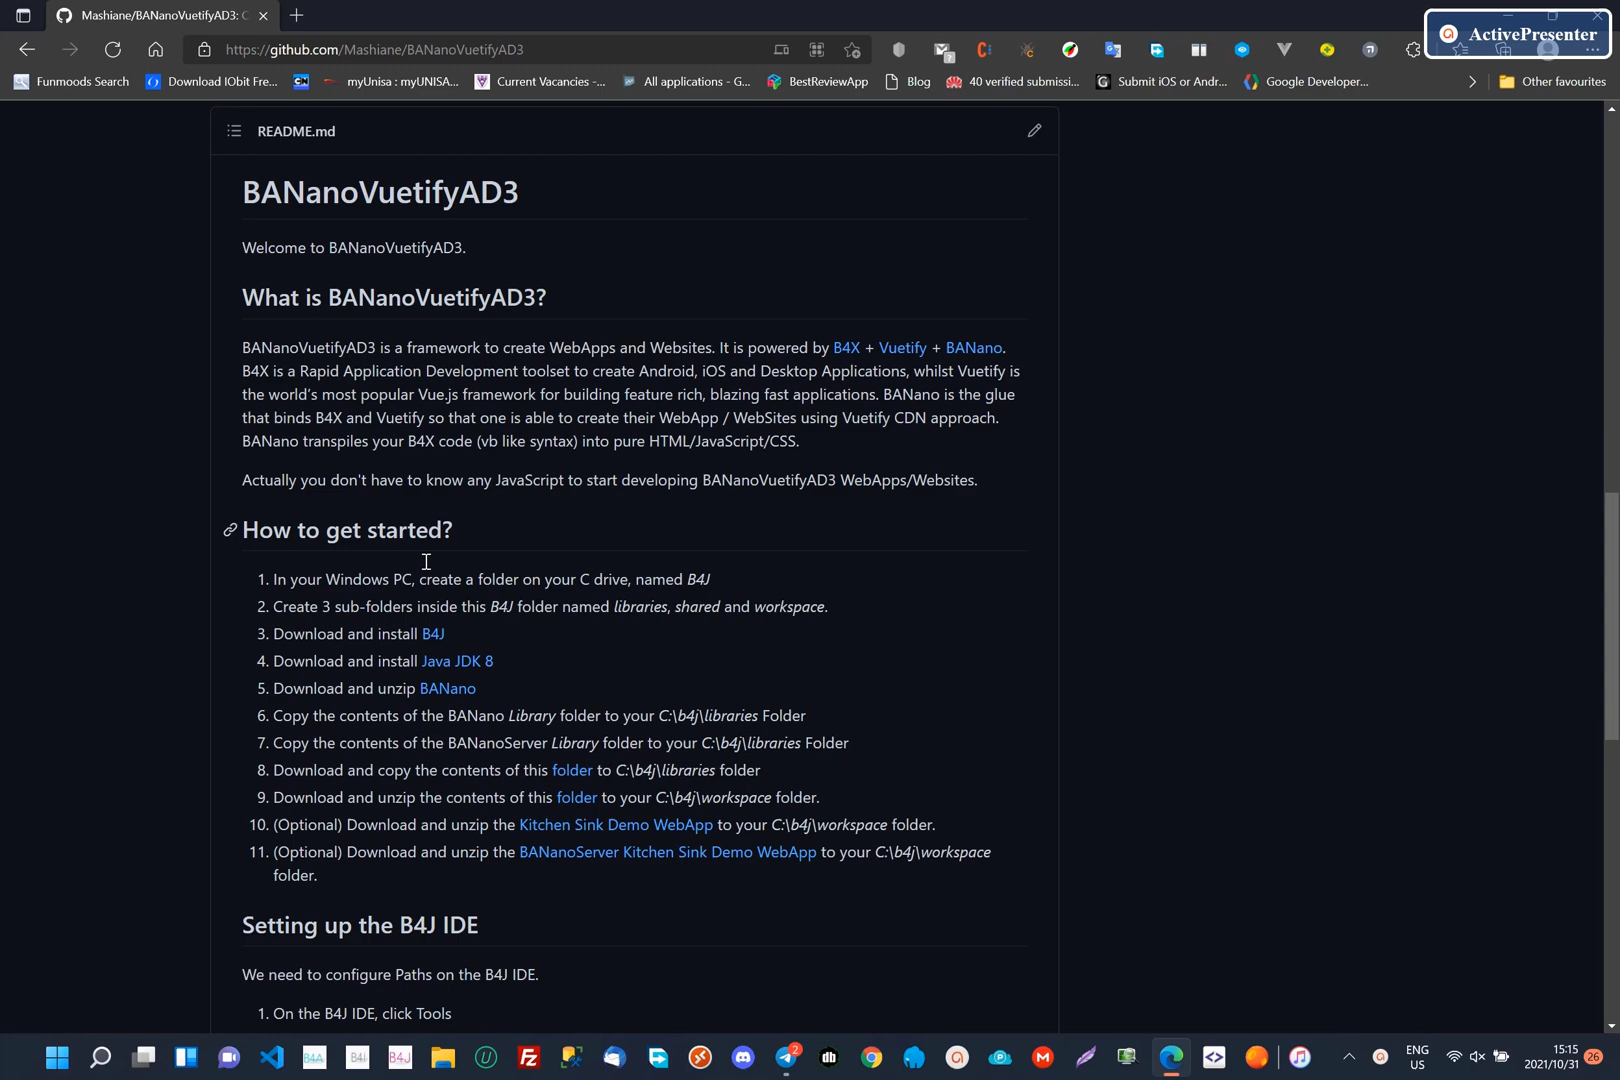 Mashiane/BANanoVuetifyAD3: C
ActivePresenter
https://github.com/Mashiane/BANanoVuetifyAD3
Funmoods Search
Download IObit Fre...
myUnisa : myUNISA...
Current Vacancies -...
All applications - G...
BestReviewApp
Blog
40 verified submissi...
Submit iOS or Andr...
Google Developer...
Other favourites
README.md
BANanoVuetifyAD3
Welcome to BANanoVuetifyAD3.
What is BANanoVuetifyAD3?
BANanoVuetifyAD3 is a framework to create WebApps and Websites. It is powered by B4X + Vuetify + BANano.
B4X is a Rapid Application Development toolset to create Android, iOS and Desktop Applications, whilst Vuetify is
the world's most popular Vue.js framework for building feature rich, blazing fast applications. BANano is the glue
that binds B4X and Vuetify so that one is able to create their WebApp / WebSites using Vuetify CDN approach.
BANano transpiles your B4X code (vb like syntax) into pure HTML/JavaScript/CSS.
Actually you don't have to know any JavaScript to start developing BANanoVuetifyAD3 WebApps/Websites.
How to get started?
1. In your Windows PC, create a folder on your C drive, named B4J
2. Create 3 sub-folders inside this B4J folder named libraries, shared and workspace.
3. Download and install B4J
4. Download and install Java JDK 8
5. Download and unzip BANano
6. Copy the contents of the BANano Library folder to your C:\b4j\libraries Folder
7. Copy the contents of the BANanoServer Library folder to your C:\b4j\libraries Folder
8. Download and copy the contents of this folder to C:\b4j\libraries folder
9. Download and unzip the contents of this folder to your C:\b4j\workspace folder.
10. (Optional) Download and unzip the Kitchen Sink Demo WebApp to your C:\b4j\workspace folder.
11. (Optional) Download and unzip the BANanoServer Kitchen Sink Demo WebApp to your C:\b4j\workspace
folder.
Setting up the B4J IDE
We need to configure Paths on the B4J IDE.
1. On the B4J IDE, click Tools
B4A
B4J
B4J
2
ENG
US
15:15
2021/10/31
26